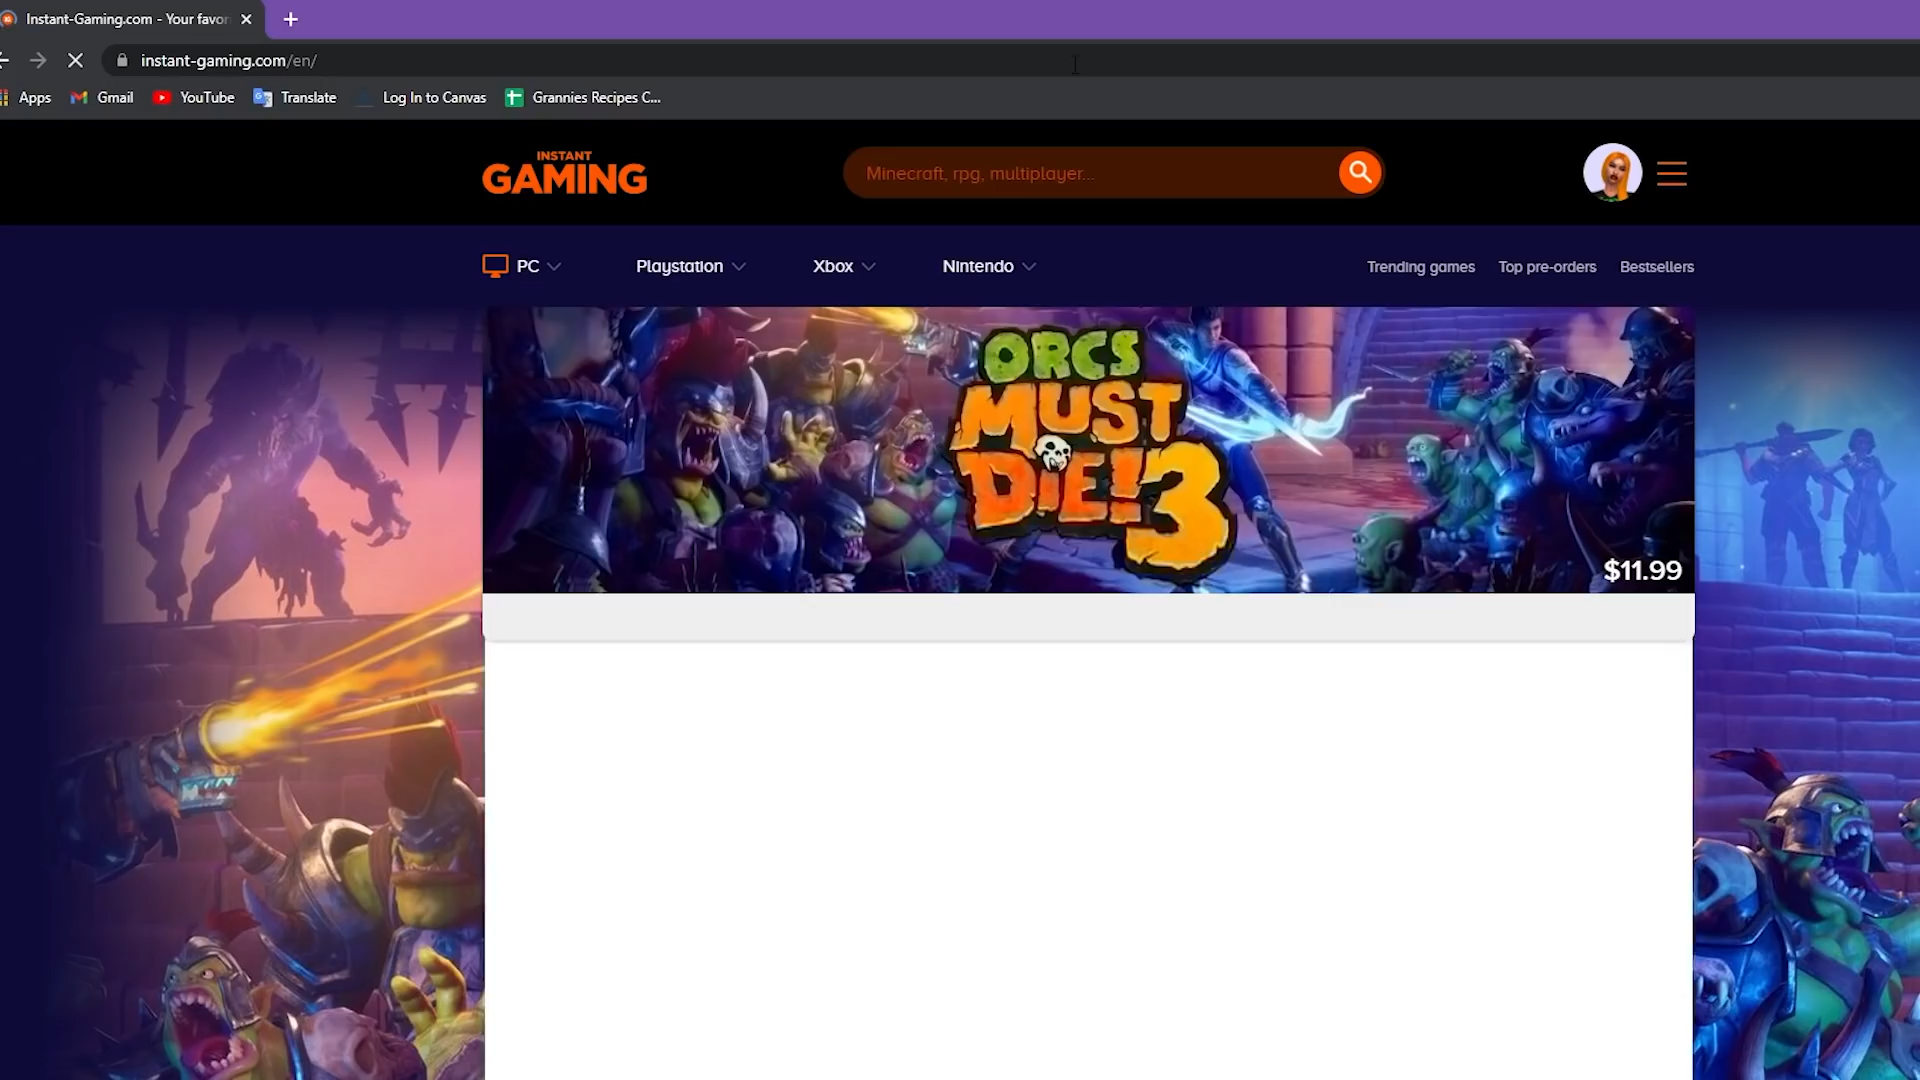 Instant-Gaming.com - Your favor
instant-gaming.com/en/
Apps Gmail YouTube Translate Log In to Canvas Grannies Recipes C...
INSTANT
GAMING
Minecraft, rpg, multiplayer...
PC Playstation Xbox Nintendo Trending games Top pre-orders Bestsellers
ORCS
MUST
DIE! 3
$11.99